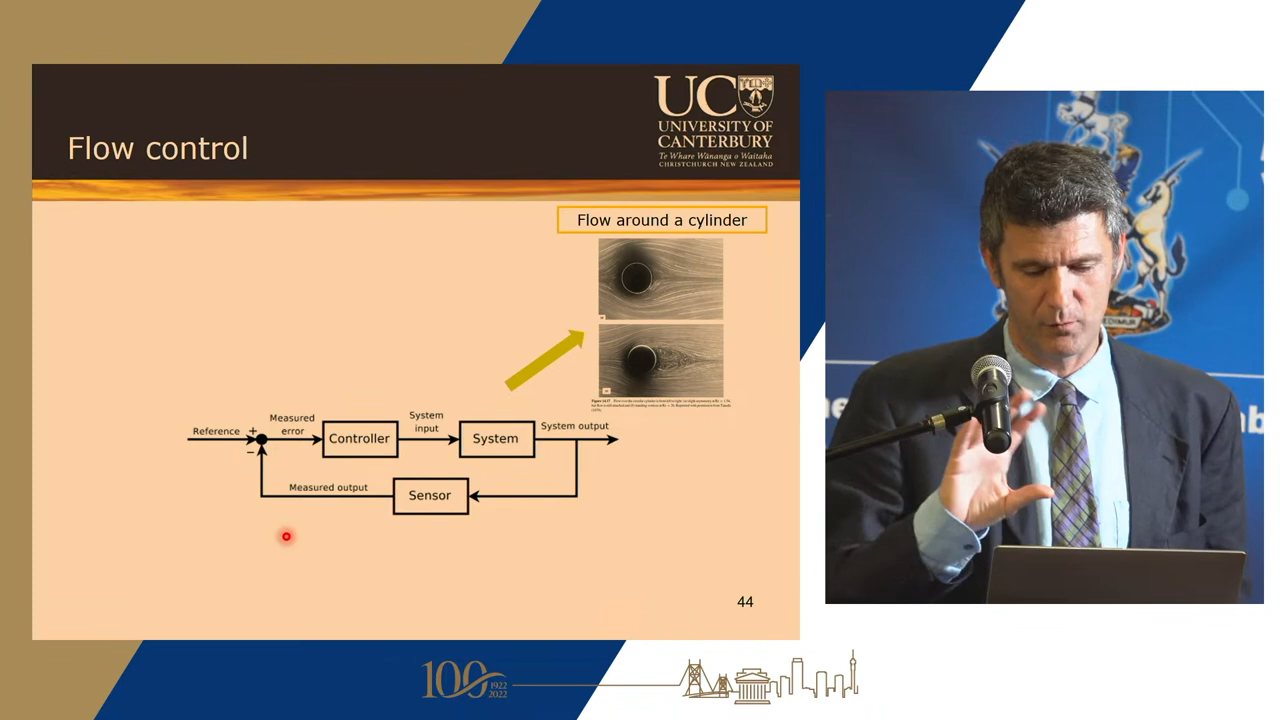 UC
UNIVERSITY OF
CANTERBURY
Te Whare Wānanga o Waitaha
CHRISTCHURCH NEW ZEALAND
Flow control
Flow around a cylinder
Reference
+
−
Measured
error
Controller
System
input
System
System output
Measured output
Sensor
44
100
1922
2022